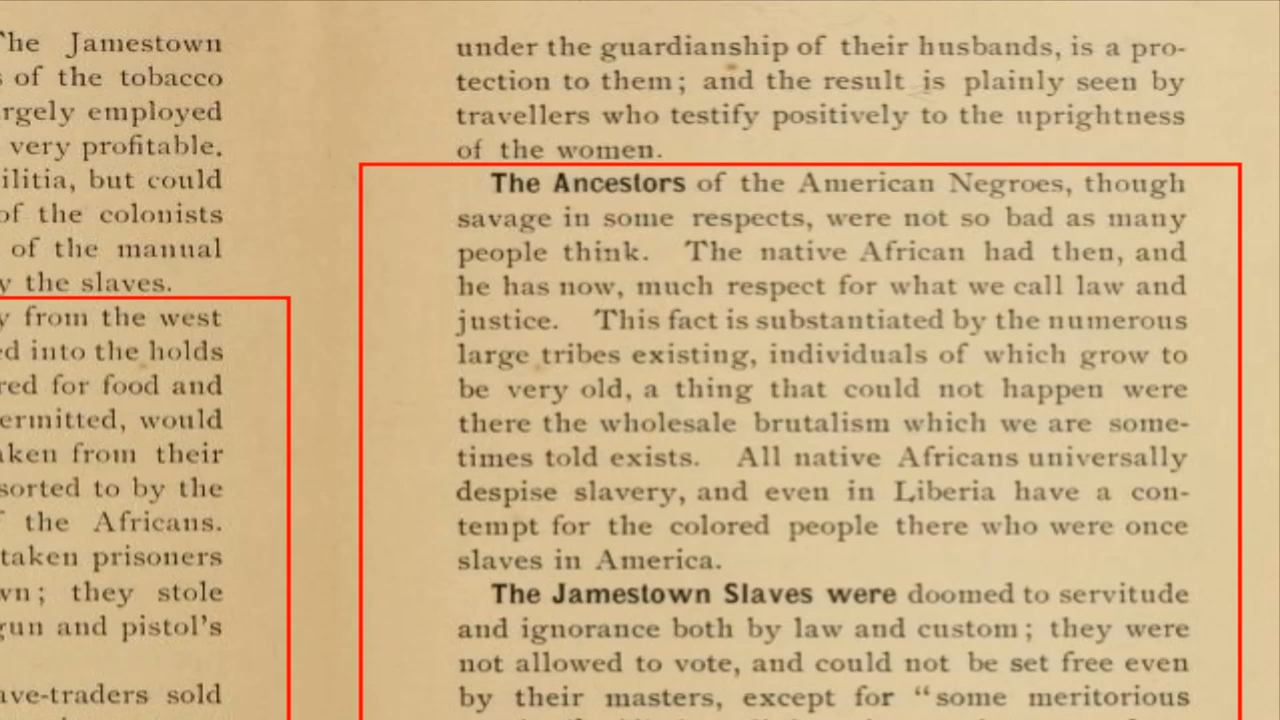 The Jamestown
s of the tobacco
rgely employed
very profitable.
ilitia, but could
of the colonists
of the manual
y the slaves.
y from the west
ed into the holds
red for food and
ermitted, would
aken from their
sorted to by the
f the Africans.
taken prisoners
wn; they stole
gun and pistol's
ave-traders sold
under the guardianship of their husbands, is a pro-
tection to them; and the result is plainly seen by
travellers who testify positively to the uprightness
of the women.
The Ancestors of the American Negroes, though
savage in some respects, were not so bad as many
people think. The native African had then, and
he has now, much respect for what we call law and
justice. This fact is substantiated by the numerous
large tribes existing, individuals of which grow to
be very old, a thing that could not happen were
there the wholesale brutalism which we are some-
times told exists. All native Africans universally
despise slavery, and even in Liberia have a con-
tempt for the colored people there who were once
slaves in America.
The Jamestown Slaves were doomed to servitude
and ignorance both by law and custom; they were
not allowed to vote, and could not be set free even
by their masters, except for "some meritorious